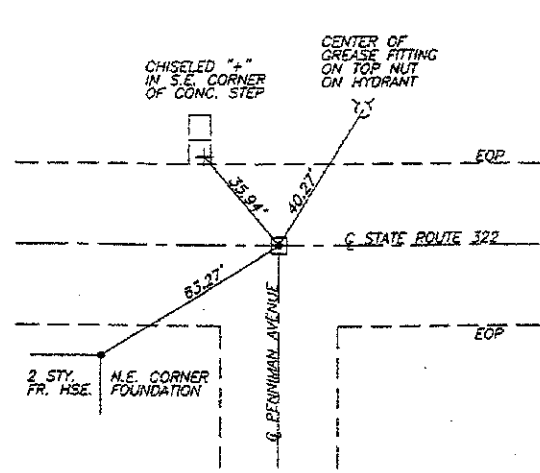 CHISELED "+"
IN S.E. CORNER
OF CONC. STEP
CENTER OF
GREASE FITTING
ON TOP NUT
ON HYDRANT
EOP
35.94'
40.27'
℄ STATE ROUTE 322
63.27'
℄ PENNIMAN AVENUE
EOP
2 STY.
FR. HSE.
N.E. CORNER
FOUNDATION